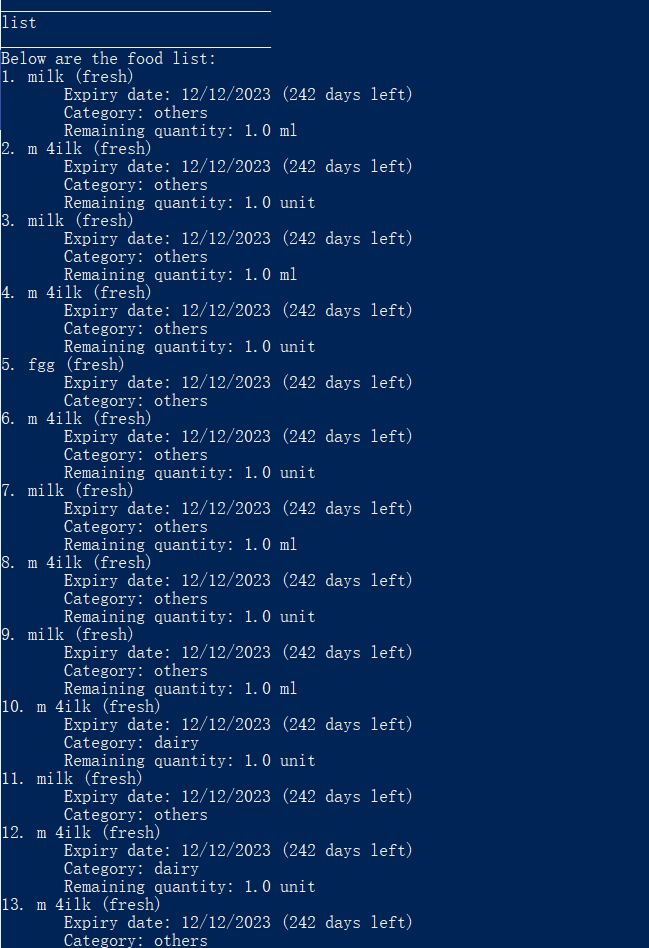 list
Below are the food list:
1. milk (fresh)
Expiry date: 12/12/2023 (242 days left)
Category: others
Remaining quantity: 1.0 ml
2. m 4ilk (fresh)
Expiry date: 12/12/2023 (242 days left)
Category: others
Remaining quantity: 1.0 unit
3. milk (fresh)
Expiry date: 12/12/2023 (242 days left)
Category: others
Remaining quantity: 1.0 ml
4. m 4ilk (fresh)
Expiry date: 12/12/2023 (242 days left)
Category: others
Remaining quantity: 1.0 unit
5. fgg (fresh)
Expiry date: 12/12/2023 (242 days left)
Category: others
6. m 4ilk (fresh)
Expiry date: 12/12/2023 (242 days left)
Category: others
Remaining quantity: 1.0 unit
7. milk (fresh)
Expiry date: 12/12/2023 (242 days left)
Category: others
Remaining quantity: 1.0 ml
8. m 4ilk (fresh)
Expiry date: 12/12/2023 (242 days left)
Category: others
Remaining quantity: 1.0 unit
9. milk (fresh)
Expiry date: 12/12/2023 (242 days left)
Category: others
Remaining quantity: 1.0 ml
10. m 4ilk (fresh)
Expiry date: 12/12/2023 (242 days left)
Category: dairy
Remaining quantity: 1.0 unit
11. milk (fresh)
Expiry date: 12/12/2023 (242 days left)
Category: others
12. m 4ilk (fresh)
Expiry date: 12/12/2023 (242 days left)
Category: dairy
Remaining quantity: 1.0 unit
13. m 4ilk (fresh)
Expiry date: 12/12/2023 (242 days left)
Category: others